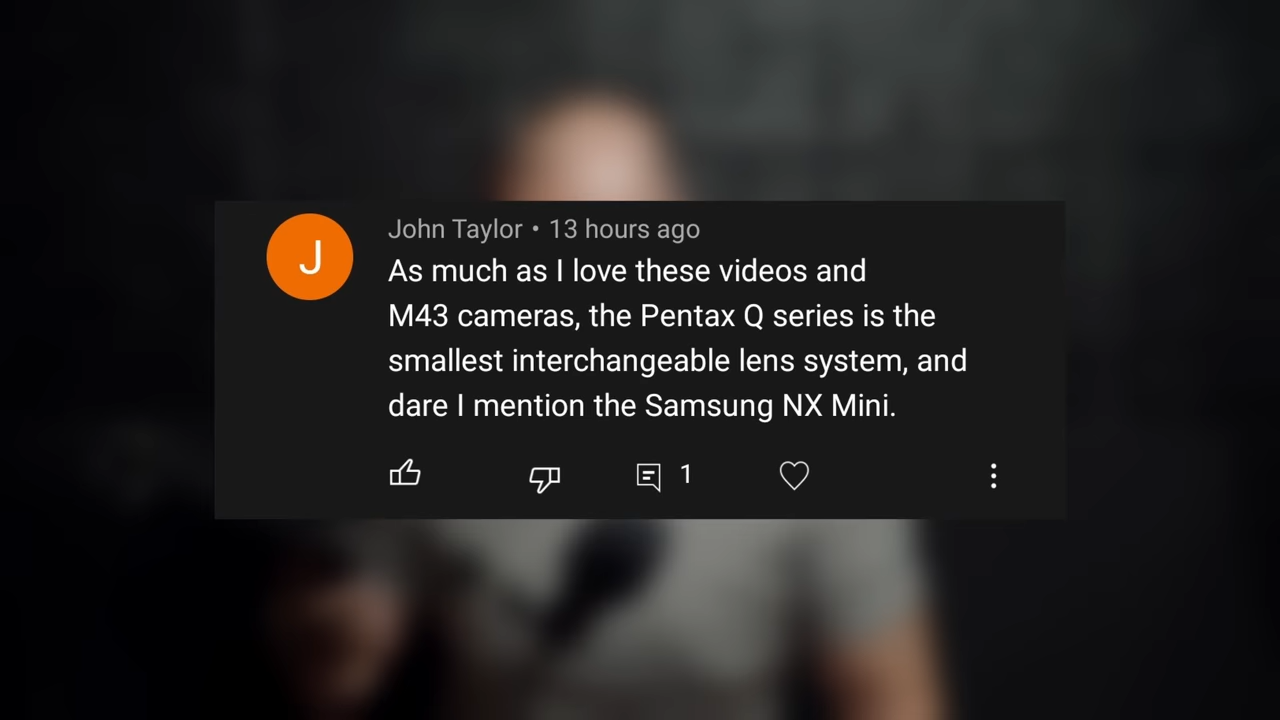 J
John Taylor • 13 hours ago
As much as I love these videos and
M43 cameras, the Pentax Q series is the
smallest interchangeable lens system, and
dare I mention the Samsung NX Mini.
1